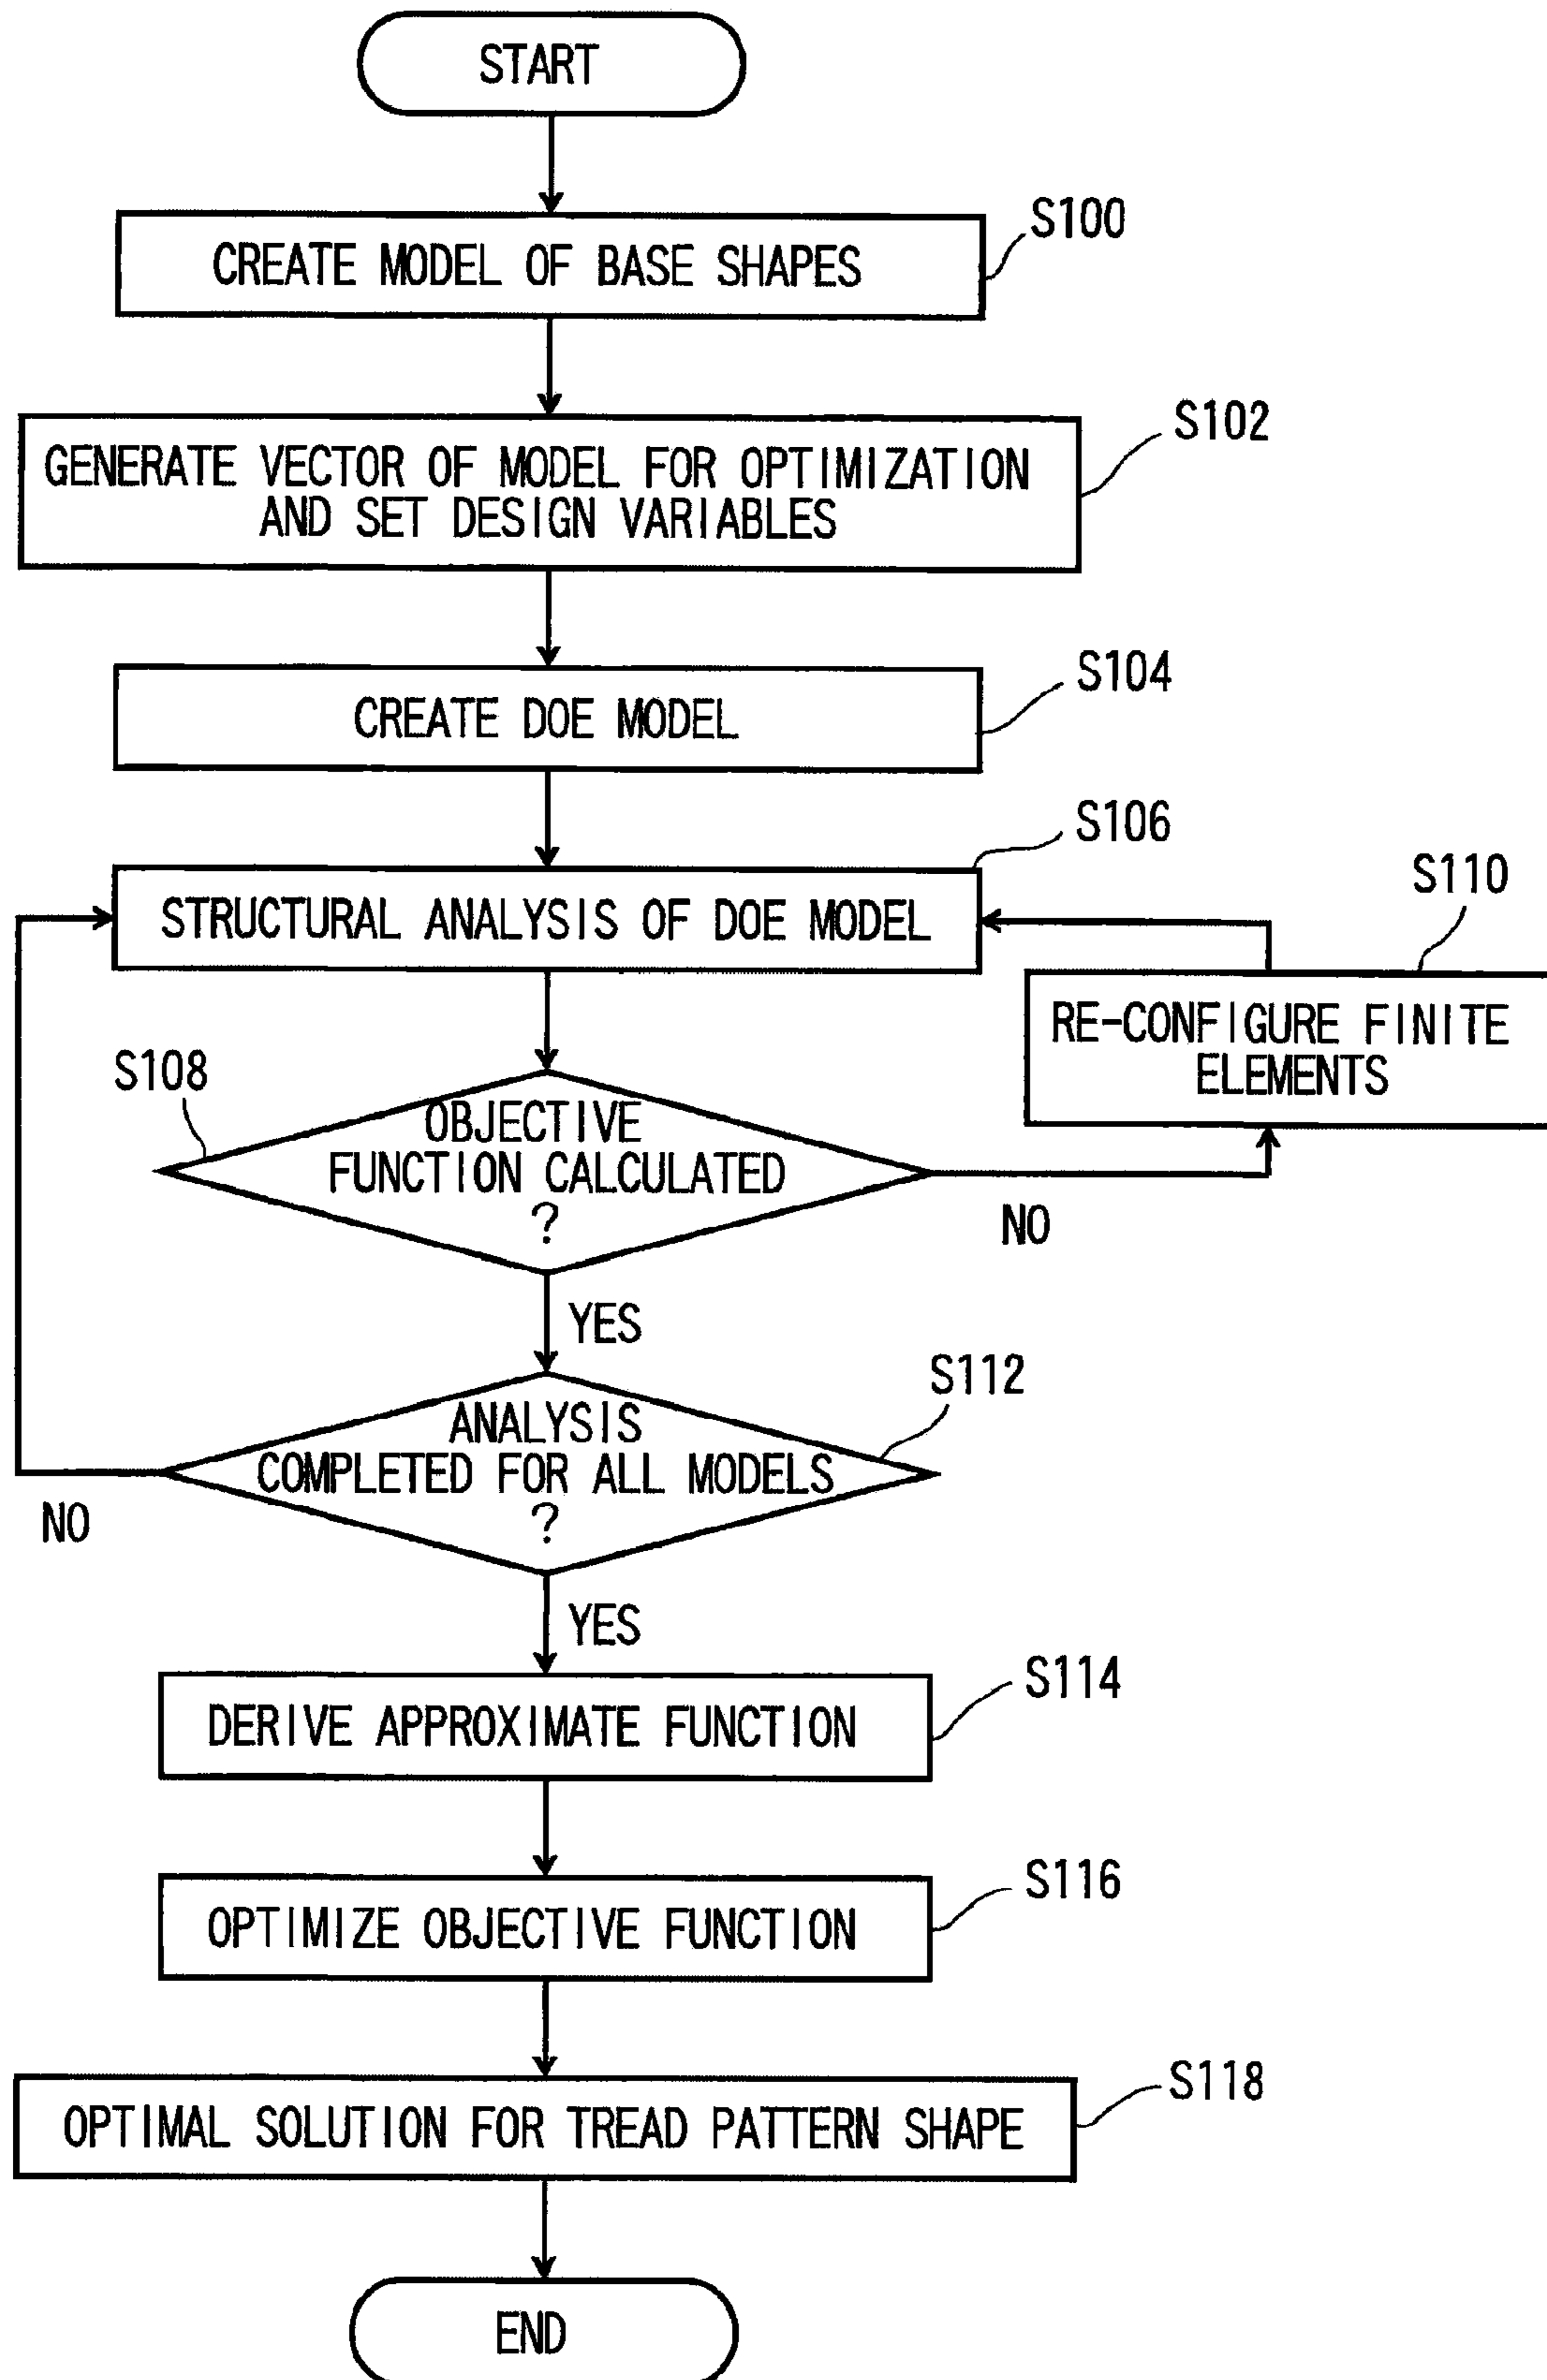 START
S100
CREATE MODEL OF BASE SHAPES
S102
GENERATE VECTOR OF MODEL FOR OPTIMIZATION
AND SET DESIGN VARIABLES
S104
CREATE DOE MODEL
S106
STRUCTURAL ANALYSIS OF DOE MODEL
S110
RE-CONFIGURE FINITE
ELEMENTS
S108
OBJECTIVE
FUNCTION CALCULATED
?
NO
YES
S112
ANALYSIS
COMPLETED FOR ALL MODELS
?
NO
YES
S114
DERIVE APPROXIMATE FUNCTION
S116
OPTIMIZE OBJECTIVE FUNCTION
S118
OPTIMAL SOLUTION FOR TREAD PATTERN SHAPE
END